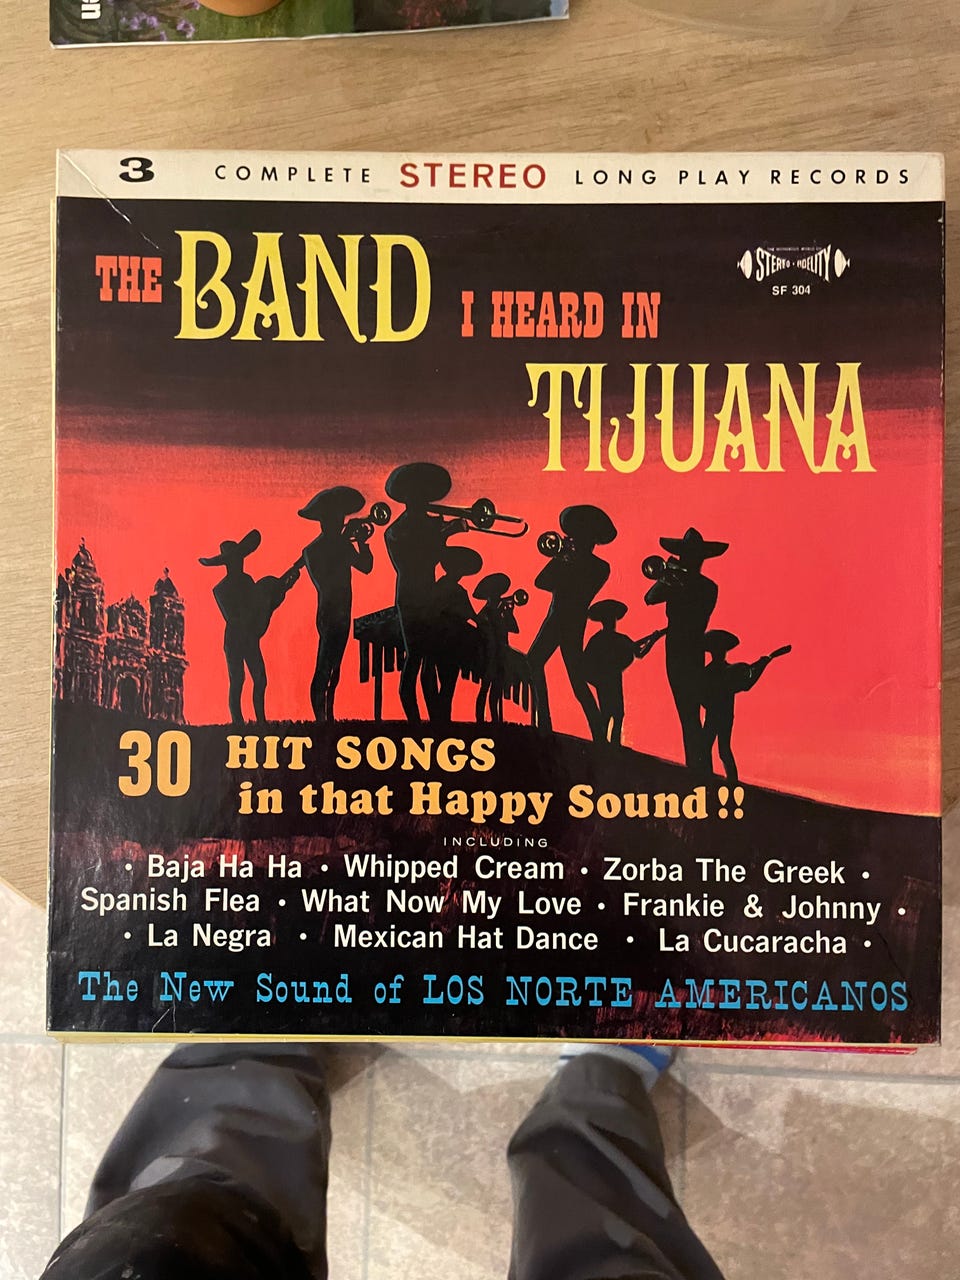 en
3 COMPLETE STEREO LONG PLAY RECORDS
THE BAND I HEARD IN
TIJUANA
STEREO-FIDELITY
SF 304
30 HIT SONGS
in that Happy Sound!!
INCLUDING
• Baja Ha Ha • Whipped Cream • Zorba The Greek •
Spanish Flea • What Now My Love • Frankie & Johnny •
• La Negra • Mexican Hat Dance • La Cucaracha •
The New Sound of LOS NORTE AMERICANOS